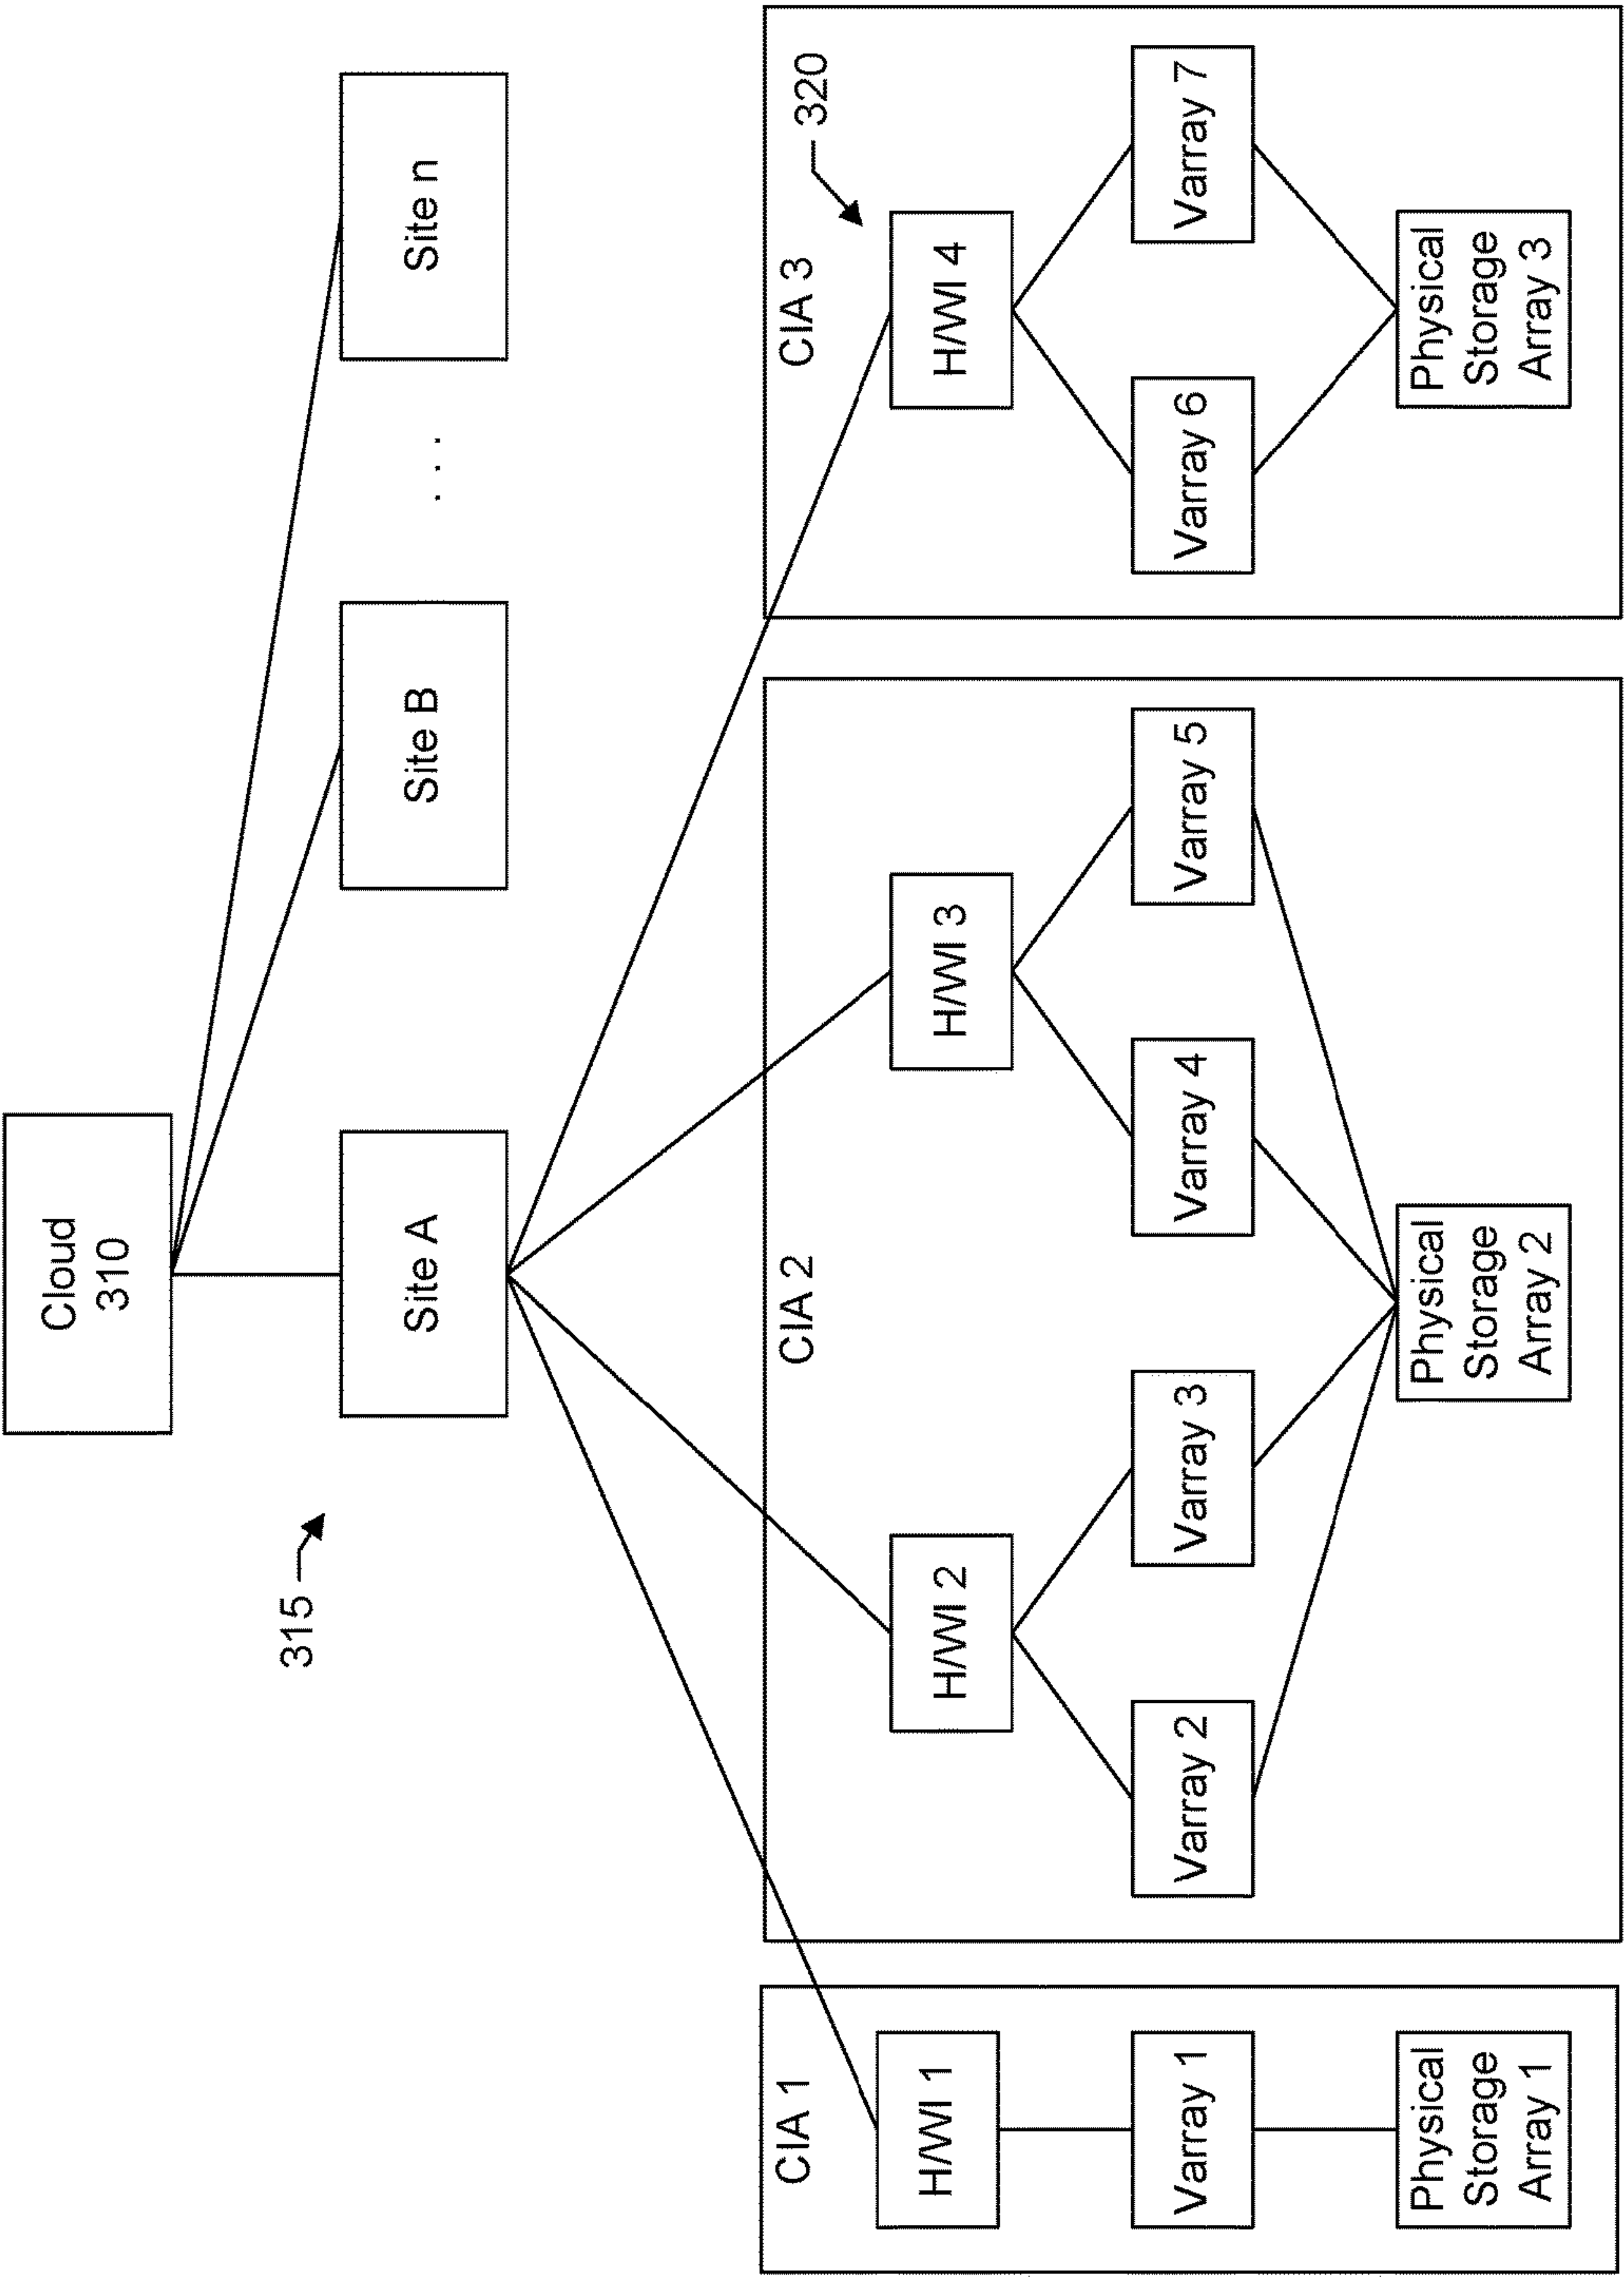 Cloud
310
315
Site A
Site B
. . .
Site n
CIA 1
H/WI 1
Varray 1
Physical
Storage
Array 1
CIA 2
H/WI 2
H/WI 3
Varray 2
Varray 3
Varray 4
Varray 5
Physical
Storage
Array 2
CIA 3
320
H/WI 4
Varray 6
Varray 7
Physical
Storage
Array 3